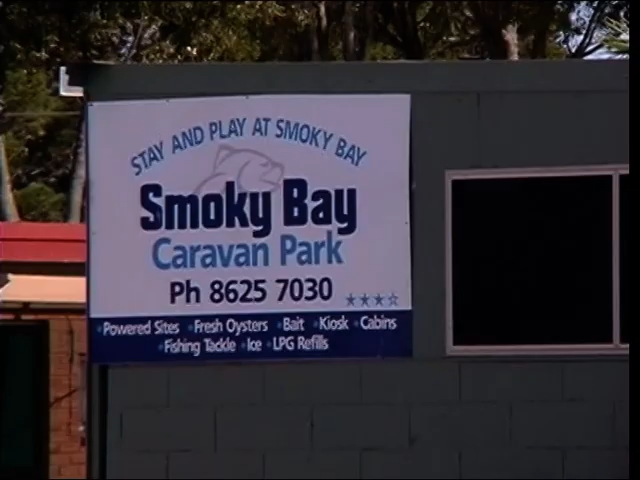 STAY AND PLAY AT SMOKY BAY
Smoky Bay
Caravan Park
Ph 8625 7030
•Powered Sites •Fresh Oysters •Bait •Kiosk •Cabins
•Fishing Tackle •Ice •LPG Refills